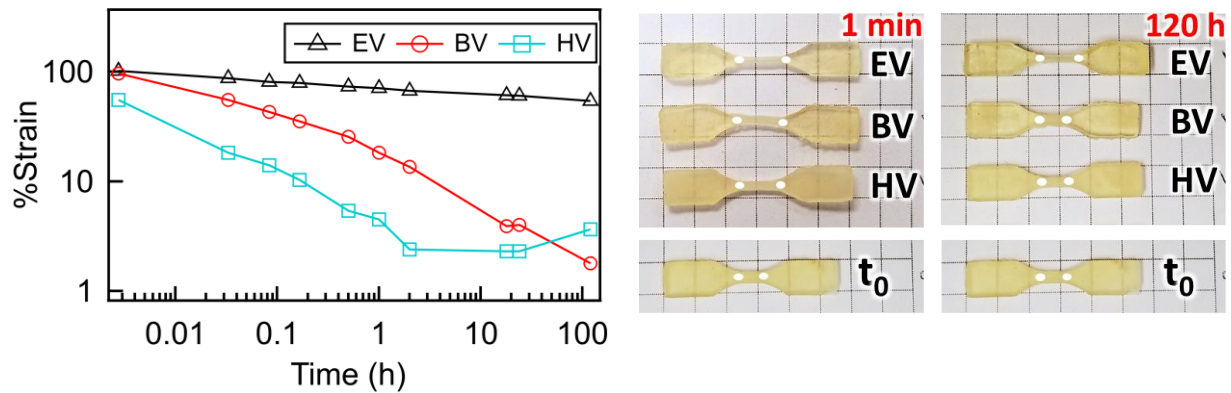 EV BV HV
100
10
1
%Strain
0.01 0.1 1 10 100
Time (h)
1 min
EV
BV
HV
t0
120 h
EV
BV
HV
t0